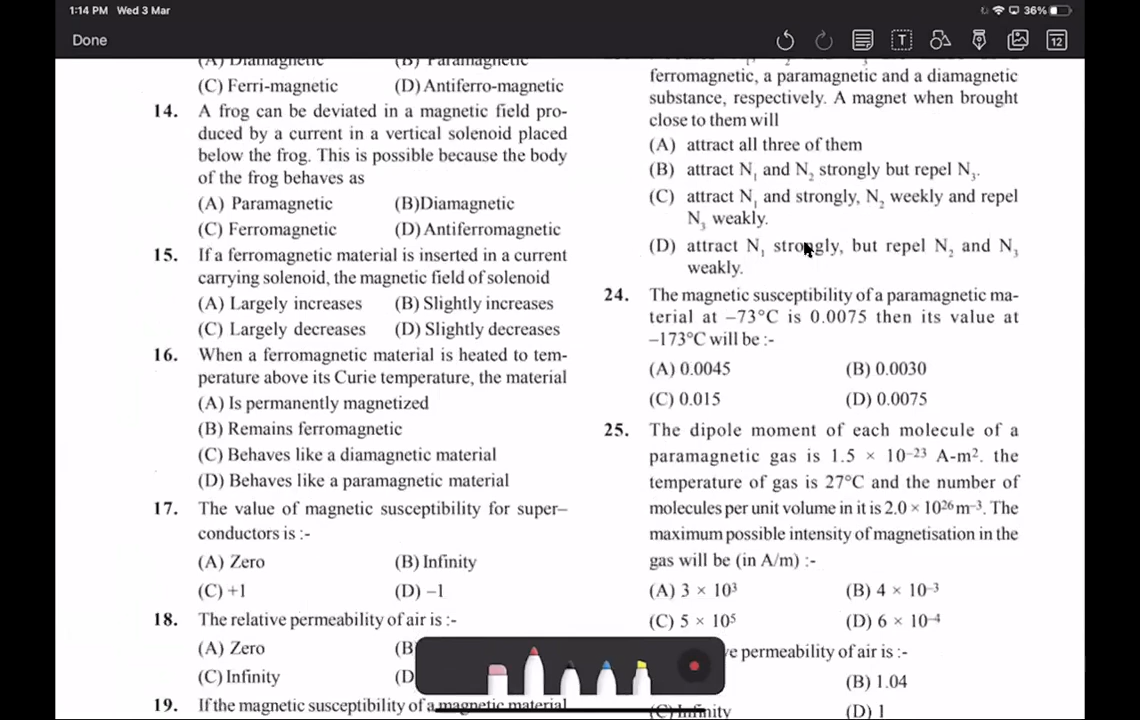 1:14 PM Wed 3 Mar
36%
Done
12
(A) Diamagnetic (B) Paramagnetic
(C) Ferri-magnetic (D) Antiferro-magnetic
14. A frog can be deviated in a magnetic field pro-
duced by a current in a vertical solenoid placed
below the frog. This is possible because the body
of the frog behaves as
(A) Paramagnetic (B)Diamagnetic
(C) Ferromagnetic (D) Antiferromagnetic
15. If a ferromagnetic material is inserted in a current
carrying solenoid, the magnetic field of solenoid
(A) Largely increases (B) Slightly increases
(C) Largely decreases (D) Slightly decreases
16. When a ferromagnetic material is heated to tem-
perature above its Curie temperature, the material
(A) Is permanently magnetized
(B) Remains ferromagnetic
(C) Behaves like a diamagnetic material
(D) Behaves like a paramagnetic material
17. The value of magnetic susceptibility for super–
conductors is :-
(A) Zero (B) Infinity
(C) +1 (D) –1
18. The relative permeability of air is :-
(A) Zero (B)
(C) Infinity (D
19. If the magnetic susceptibility of a magnetic material
ferromagnetic, a paramagnetic and a diamagnetic
substance, respectively. A magnet when brought
close to them will
(A) attract all three of them
(B) attract N₁ and N₂ strongly but repel N₃.
(C) attract N₁ and strongly, N₂ weekly and repel
N₃ weakly.
(D) attract N₁ strongly, but repel N₂ and N₃
weakly.
24. The magnetic susceptibility of a paramagnetic ma-
terial at –73°C is 0.0075 then its value at
–173°C will be :-
(A) 0.0045 (B) 0.0030
(C) 0.015 (D) 0.0075
25. The dipole moment of each molecule of a
paramagnetic gas is 1.5 × 10⁻²³ A-m². the
temperature of gas is 27°C and the number of
molecules per unit volume in it is 2.0 × 10²⁶ m⁻³. The
maximum possible intensity of magnetisation in the
gas will be (in A/m) :-
(A) 3 × 10³ (B) 4 × 10⁻³
(C) 5 × 10⁵ (D) 6 × 10⁻⁴
e permeability of air is :-
(B) 1.04
(C) Infinity (D) 1